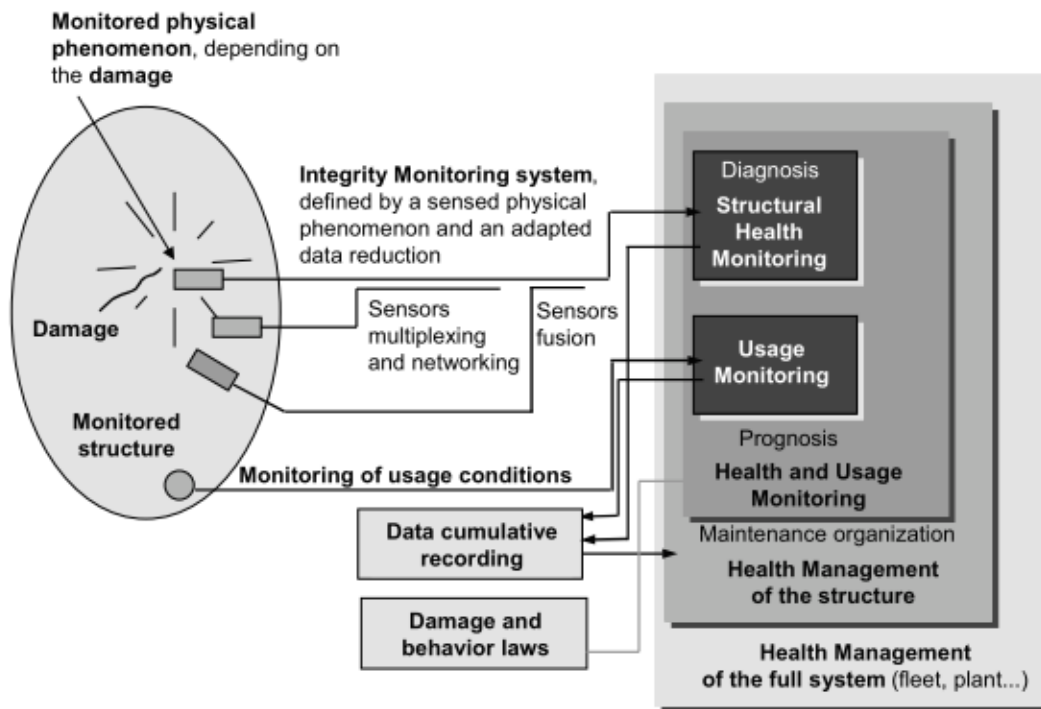 Monitored physical
phenomenon, depending on
the damage
Integrity Monitoring system,
defined by a sensed physical
phenomenon and an adapted
data reduction
Damage
Sensors
multiplexing
and networking
Sensors
fusion
Monitored
structure
Monitoring of usage conditions
Data cumulative
recording
Damage and
behavior laws
Diagnosis
Structural
Health
Monitoring
Usage
Monitoring
Prognosis
Health and Usage
Monitoring
Maintenance organization
Health Management
of the structure
Health Management
of the full system (fleet, plant...)